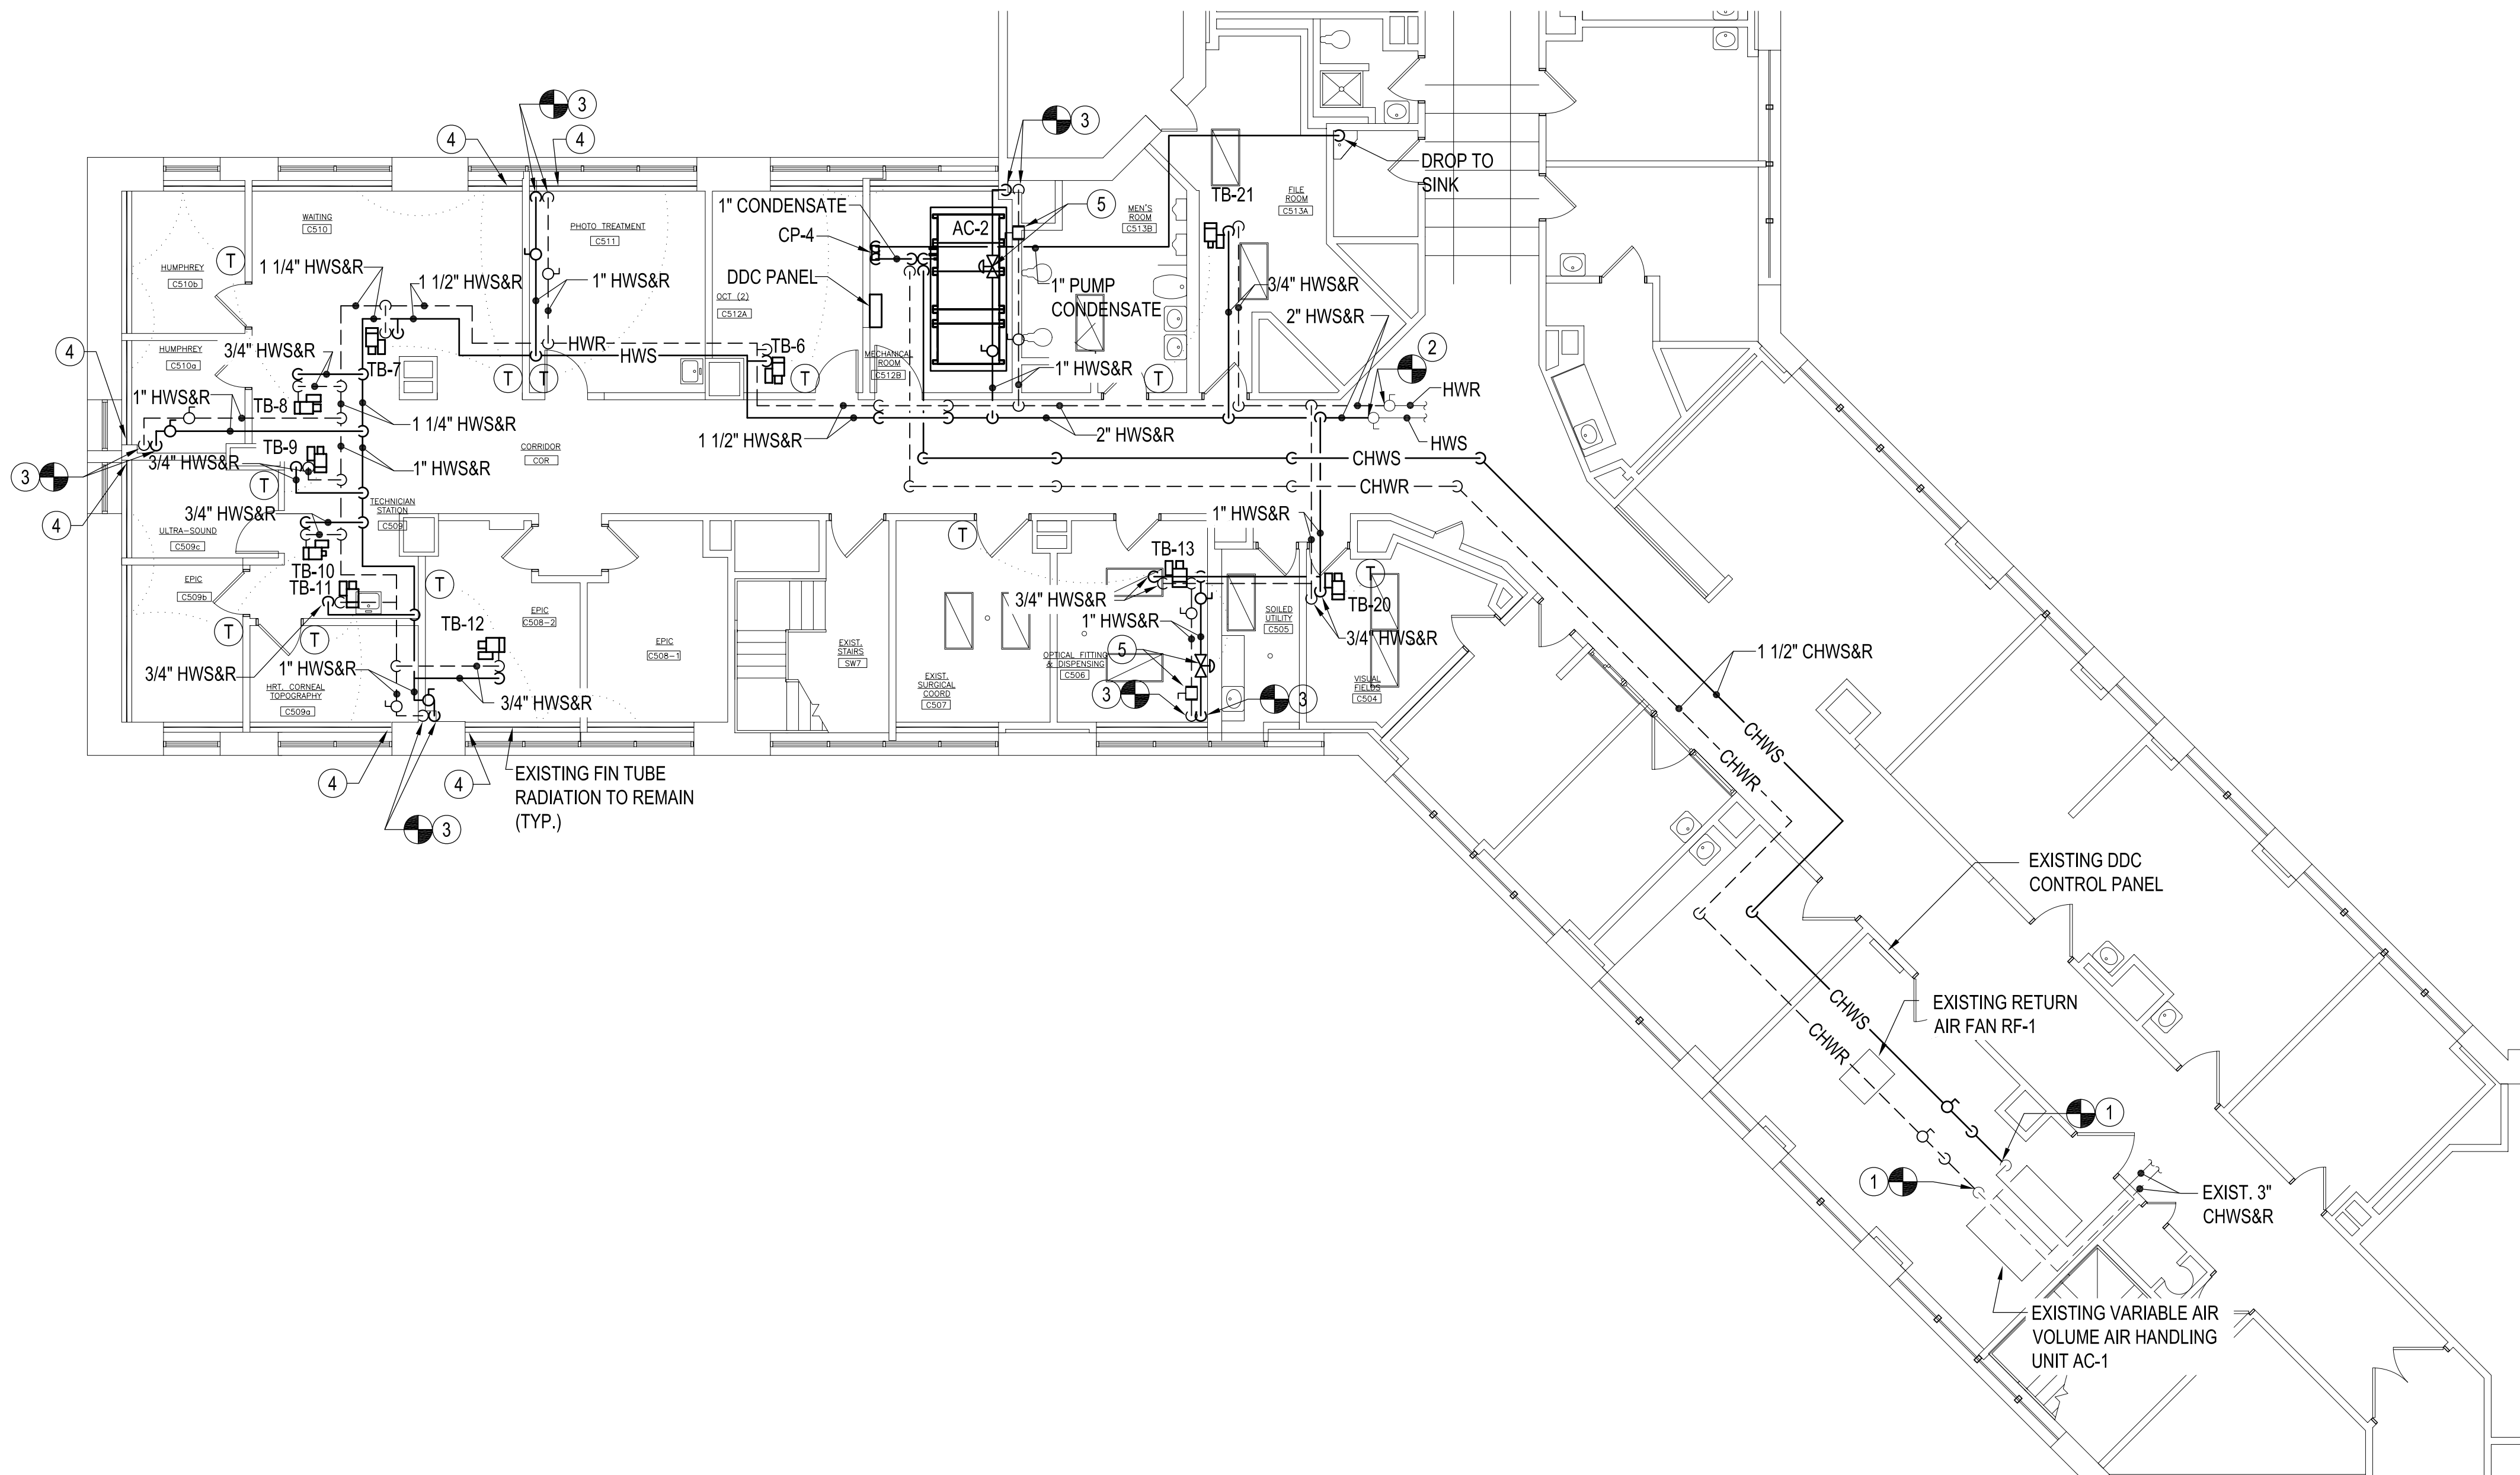 3
4
4
3
DROP TO
SINK
TB-21
FILE
ROOM
C513A
1" CONDENSATE
5
MEN'S
ROOM
C513B
WAITING
C510
PHOTO TREATMENT
C511
AC-2
CP-4
T
HUMPHREY
C510b
1 1/4" HWS&R
1 1/2" HWS&R
1" HWS&R
DDC PANEL
OCT (2)
C512A
1" PUMP
CONDENSATE
3/4" HWS&R
2" HWS&R
4
HUMPHREY
C510a
3/4" HWS&R
HWR
HWS
TB-6
MECHANICAL
ROOM
C512B
2
TB-7
T
T
T
1" HWS&R
T
HWR
1" HWS&R
TB-8
1 1/4" HWS&R
1 1/2" HWS&R
2" HWS&R
HWS
TB-9
CORRIDOR
COR
3
3/4" HWS&R
1" HWS&R
CHWS
T
CHWR
4
TECHNICIAN
STATION
C509
3/4" HWS&R
1" HWS&R
ULTRA-SOUND
C509c
T
TB-13
TB-10
T
EPIC
C509b
TB-11
T
3/4" HWS&R
TB-20
EPIC
C508-2
1" HWS&R
SOILED
UTILITY
C505
T
T
TB-12
3/4" HWS&R
EPIC
C508-1
EXIST.
STAIRS
SW7
5
OPTICAL FITTING
& DISPENSING
C506
1 1/2" CHWS&R
3/4" HWS&R
1" HWS&R
EXIST.
SURGICAL
COORD
C507
VISUAL
FIELDS
C504
HRT. CORNEAL
TOPOGRAPHY
C509a
3/4" HWS&R
3
3
CHWS
CHWR
4
4
EXISTING FIN TUBE
RADIATION TO REMAIN
(TYP.)
3
EXISTING DDC
CONTROL PANEL
CHWS
CHWR
EXISTING RETURN
AIR FAN RF-1
1
1
EXIST. 3"
CHWS&R
EXISTING VARIABLE AIR
VOLUME AIR HANDLING
UNIT AC-1